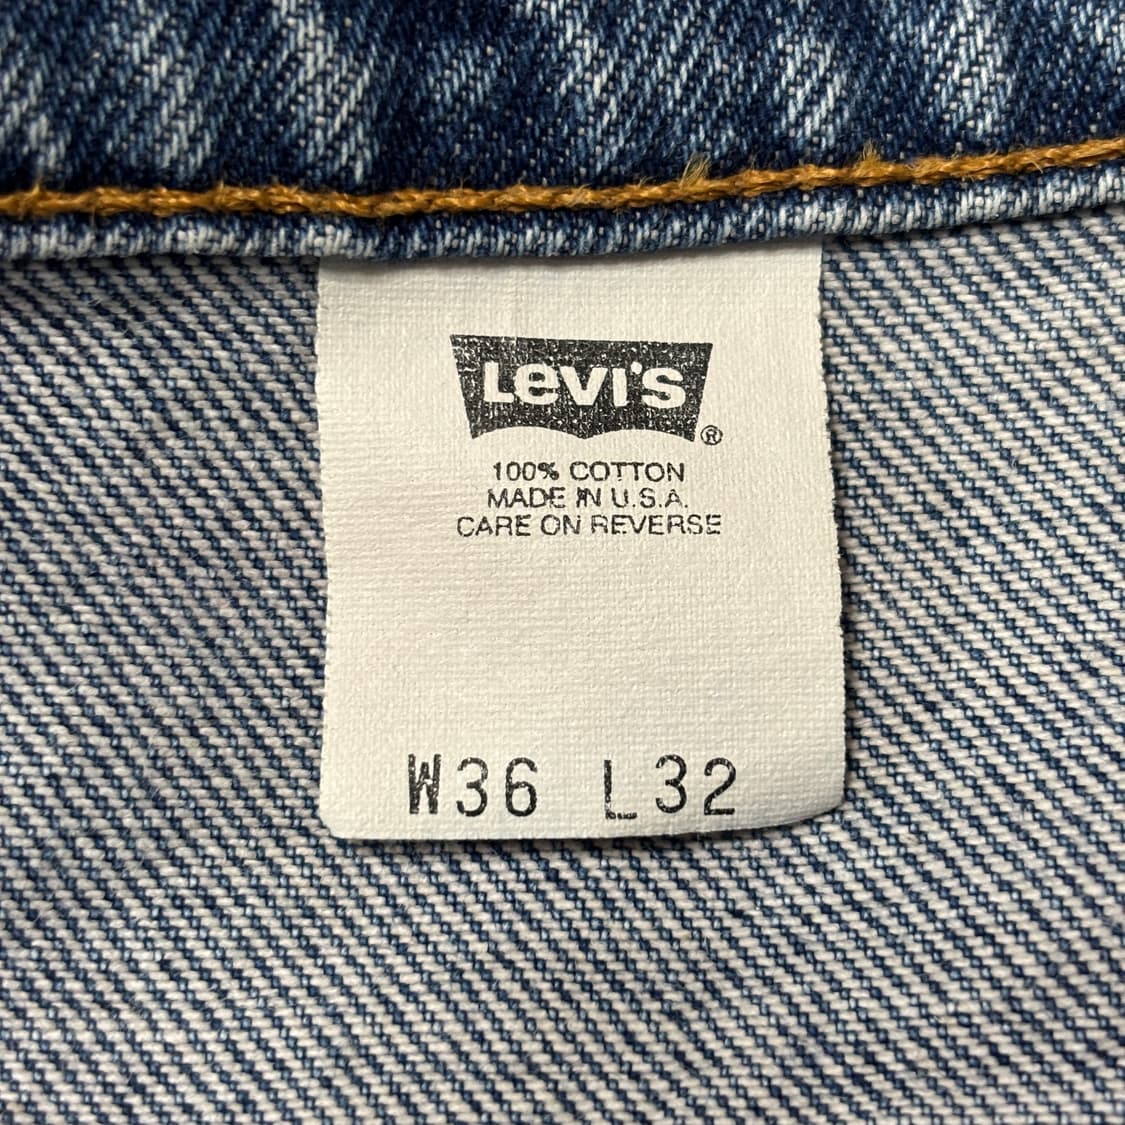 LEVI'S ®
100% COTTON
MADE IN U.S.A.
CARE ON REVERSE
W36 L32